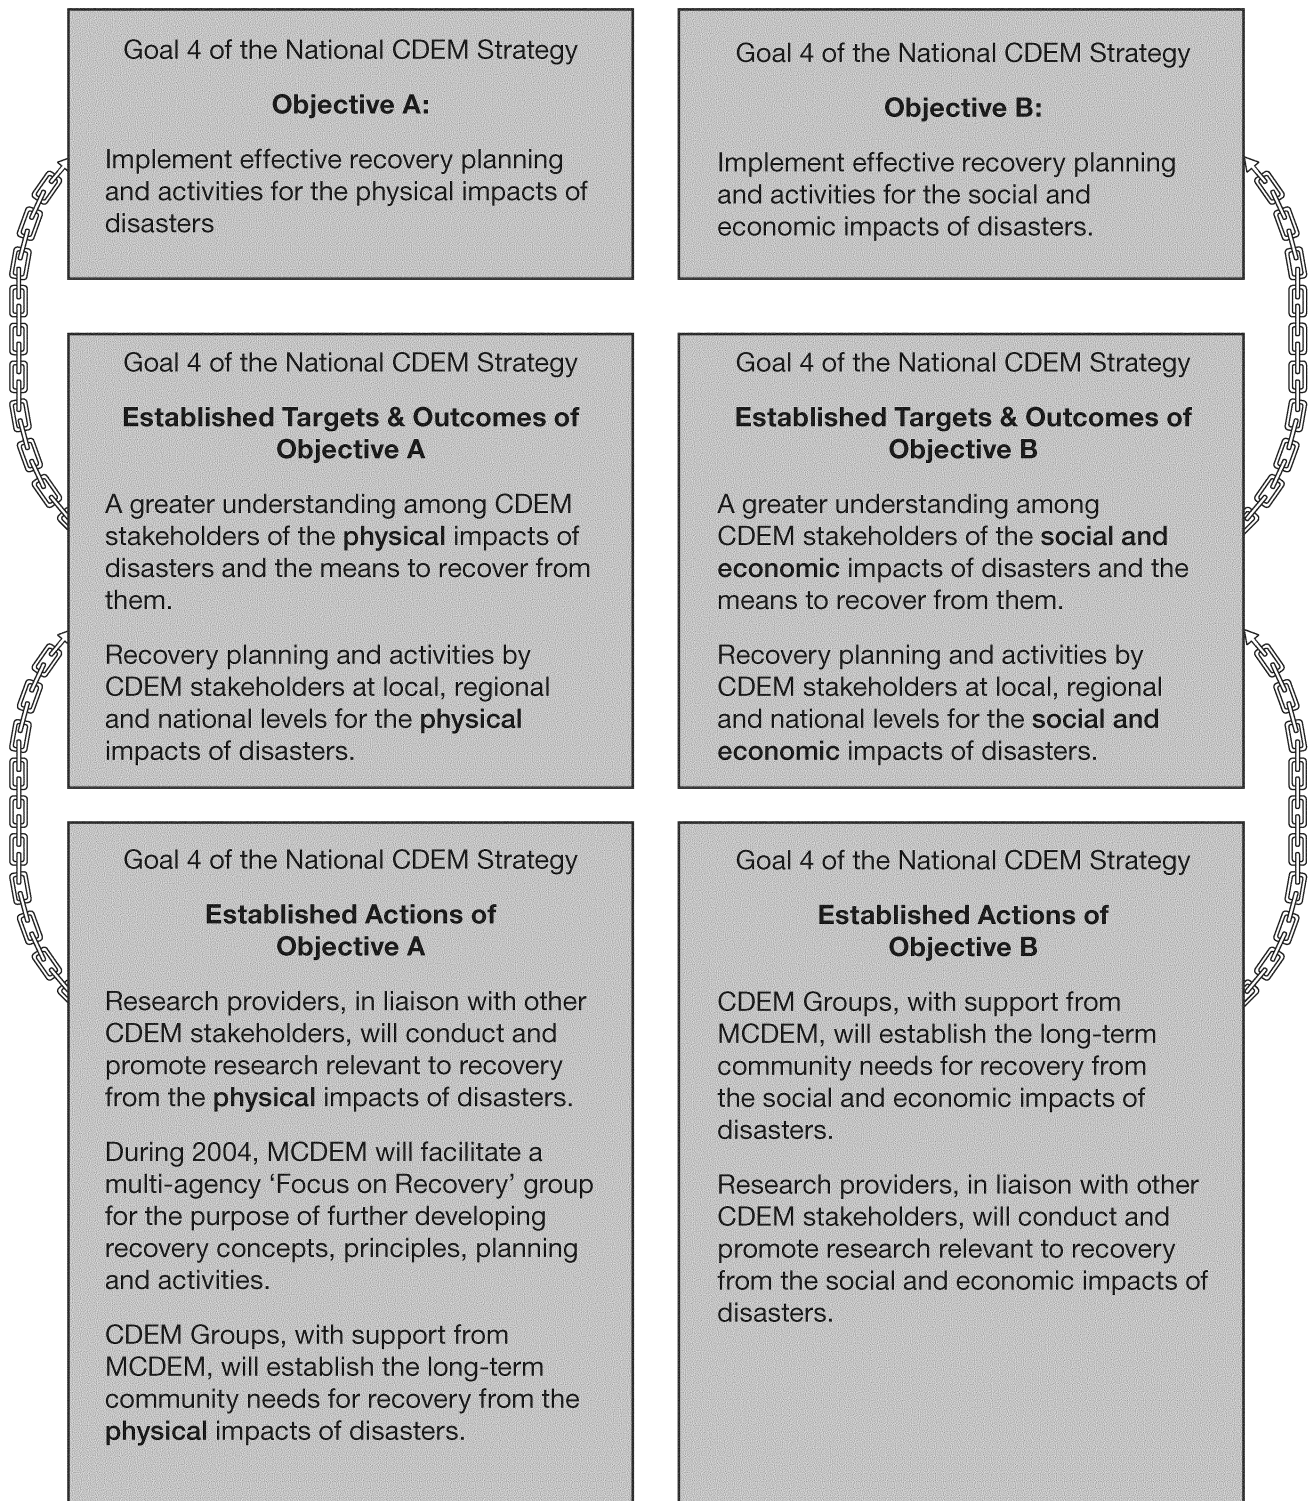 Goal 4 of the National CDEM Strategy
Objective A:
Implement effective recovery planning
and activities for the physical impacts of
disasters
Goal 4 of the National CDEM Strategy
Objective B:
Implement effective recovery planning
and activities for the social and
economic impacts of disasters.
Goal 4 of the National CDEM Strategy
Established Targets & Outcomes of
Objective A
A greater understanding among CDEM
stakeholders of the physical impacts of
disasters and the means to recover from
them.
Recovery planning and activities by
CDEM stakeholders at local, regional
and national levels for the physical
impacts of disasters.
Goal 4 of the National CDEM Strategy
Established Targets & Outcomes of
Objective B
A greater understanding among
CDEM stakeholders of the social and
economic impacts of disasters and the
means to recover from them.
Recovery planning and activities by
CDEM stakeholders at local, regional
and national levels for the social and
economic impacts of disasters.
Goal 4 of the National CDEM Strategy
Established Actions of
Objective A
Research providers, in liaison with other
CDEM stakeholders, will conduct and
promote research relevant to recovery
from the physical impacts of disasters.
During 2004, MCDEM will facilitate a
multi-agency ‘Focus on Recovery’ group
for the purpose of further developing
recovery concepts, principles, planning
and activities.
CDEM Groups, with support from
MCDEM, will establish the long-term
community needs for recovery from the
physical impacts of disasters.
Goal 4 of the National CDEM Strategy
Established Actions of
Objective B
CDEM Groups, with support from
MCDEM, will establish the long-term
community needs for recovery from
the social and economic impacts of
disasters.
Research providers, in liaison with other
CDEM stakeholders, will conduct and
promote research relevant to recovery
from the social and economic impacts of
disasters.